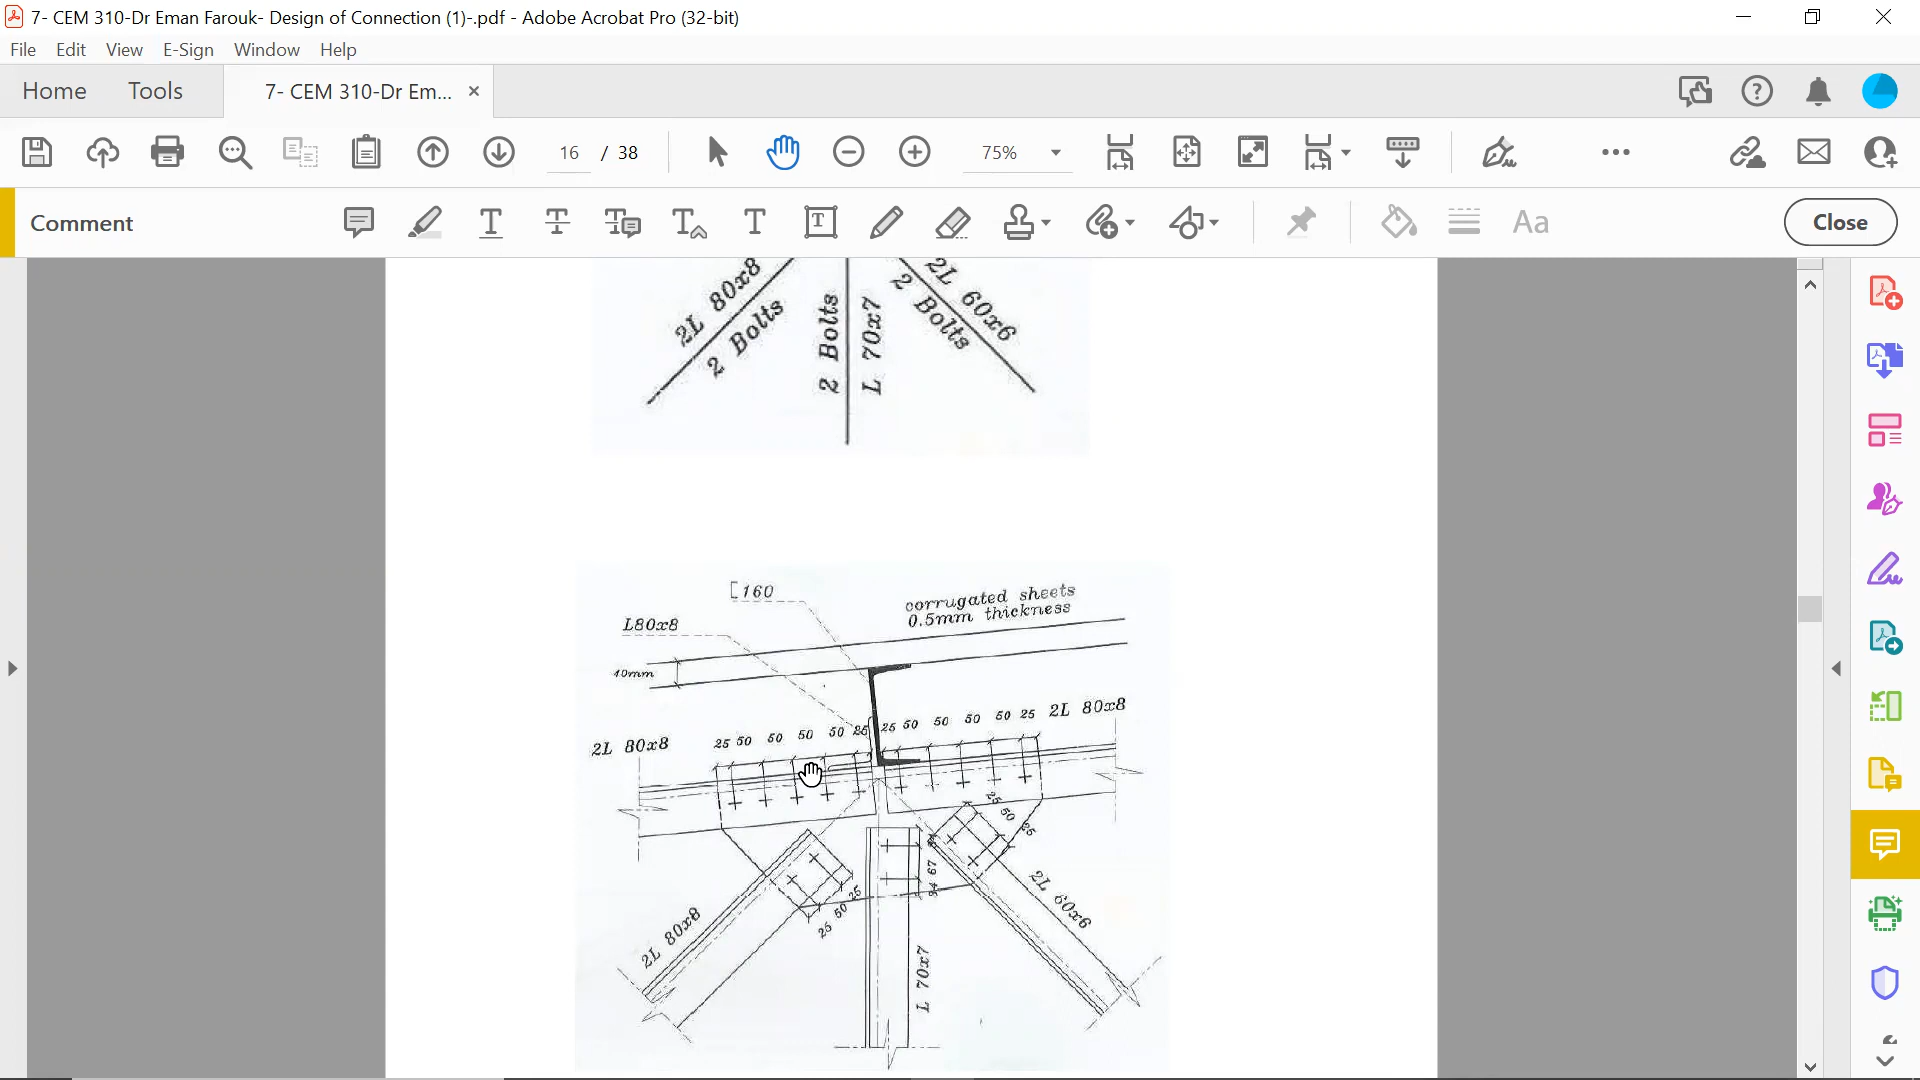 7- CEM 310-Dr Eman Farouk- Design of Connection (1)-.pdf - Adobe Acrobat Pro (32-bit)
File Edit View E-Sign Window Help
Home Tools 7- CEM 310-Dr Em... ×
16 / 38 75%
Comment Aa Close
2L 80x8
2 Bolts
2 Bolts
L 70x7
2L 60x6
2 Bolts
[160
corrugated sheets
0.5mm thickness
L80x8
40mm
2L 80x8
25 50 50 50 50 25
25 50 50 50 50 25
2L 80x8
25 50 25
67
25 50 25
2L 80x8
L 70x7
2L 60x6